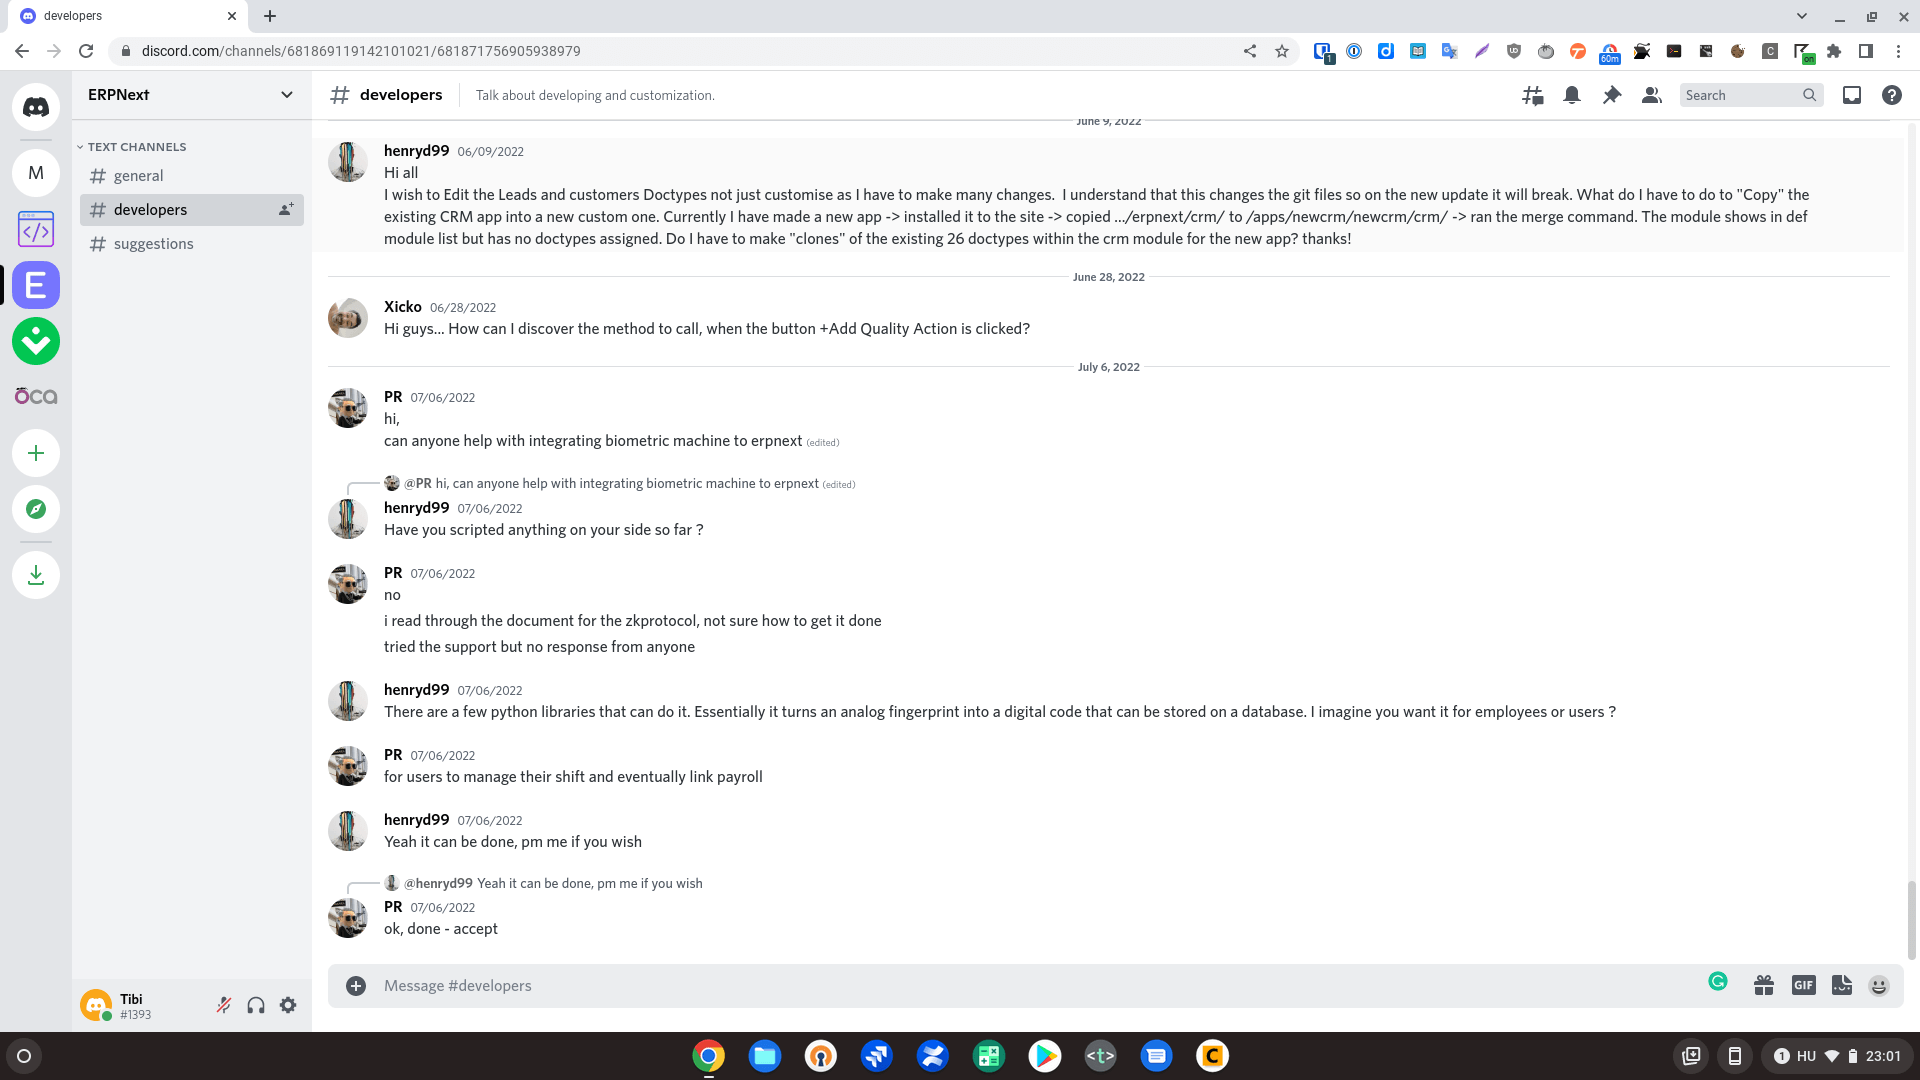 developers
discord.com/channels/681869119142101021/681871756905938979
1
60m
C
on
ERPNext
developers
Talk about developing and customization.
Search
M
E
öca
TEXT CHANNELS
general
developers
suggestions
June 9, 2022
henryd99 06/09/2022
Hi all
I wish to Edit the Leads and customers Doctypes not just customise as I have to make many changes.  I understand that this changes the git files so on the new update it will break. What do I have to do to "Copy" the
existing CRM app into a new custom one. Currently I have made a new app -> installed it to the site -> copied .../erpnext/crm/ to /apps/newcrm/newcrm/crm/ -> ran the merge command. The module shows in def
module list but has no doctypes assigned. Do I have to make "clones" of the existing 26 doctypes within the crm module for the new app? thanks!
June 28, 2022
Xicko 06/28/2022
Hi guys... How can I discover the method to call, when the button +Add Quality Action is clicked?
July 6, 2022
PR 07/06/2022
hi,
can anyone help with integrating biometric machine to erpnext (edited)
@PR hi, can anyone help with integrating biometric machine to erpnext (edited)
henryd99 07/06/2022
Have you scripted anything on your side so far ?
PR 07/06/2022
no
i read through the document for the zkprotocol, not sure how to get it done
tried the support but no response from anyone
henryd99 07/06/2022
There are a few python libraries that can do it. Essentially it turns an analog fingerprint into a digital code that can be stored on a database. I imagine you want it for employees or users ?
PR 07/06/2022
for users to manage their shift and eventually link payroll
henryd99 07/06/2022
Yeah it can be done, pm me if you wish
@henryd99 Yeah it can be done, pm me if you wish
PR 07/06/2022
ok, done - accept
Message #developers
GIF
Tibi
#1393
<t>
C
1 HU 23:01